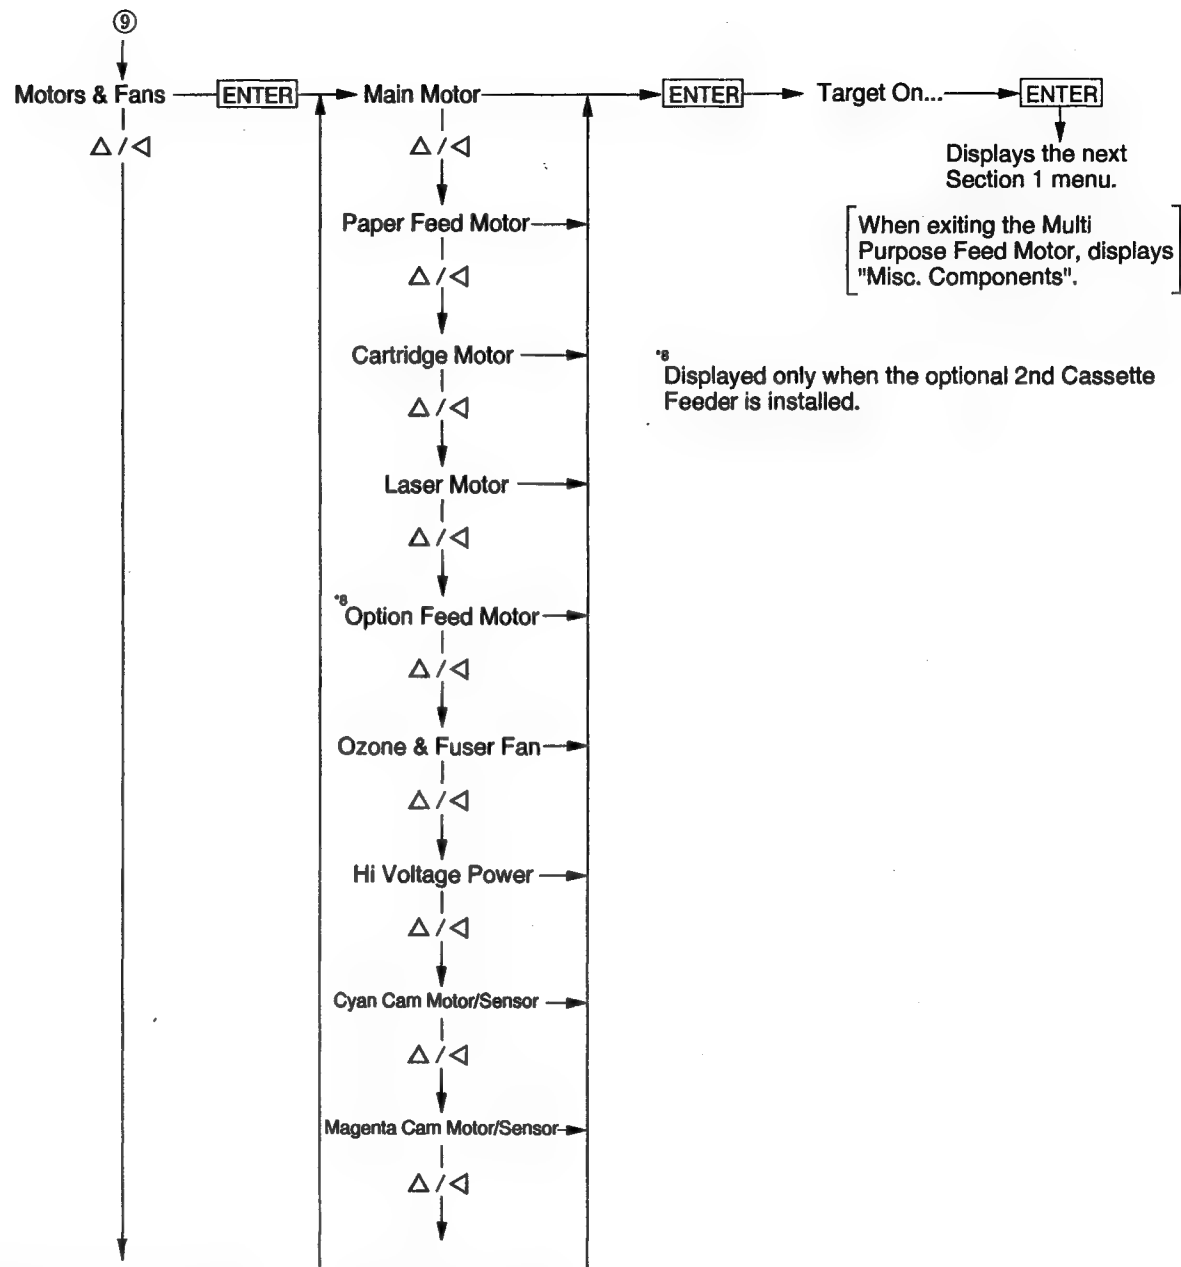 ⑨
Motors & Fans ENTER Main Motor ENTER Target On... ENTER
△ / ◁ △ / ◁
Displays the next
Section 1 menu.
Paper Feed Motor
When exiting the Multi
Purpose Feed Motor, displays
"Misc. Components".
△ / ◁
Cartridge Motor
*8
Displayed only when the optional 2nd Cassette
Feeder is installed.
△ / ◁
Laser Motor
△ / ◁
*8Option Feed Motor
△ / ◁
Ozone & Fuser Fan
△ / ◁
Hi Voltage Power
△ / ◁
Cyan Cam Motor/Sensor
△ / ◁
Magenta Cam Motor/Sensor
△ / ◁